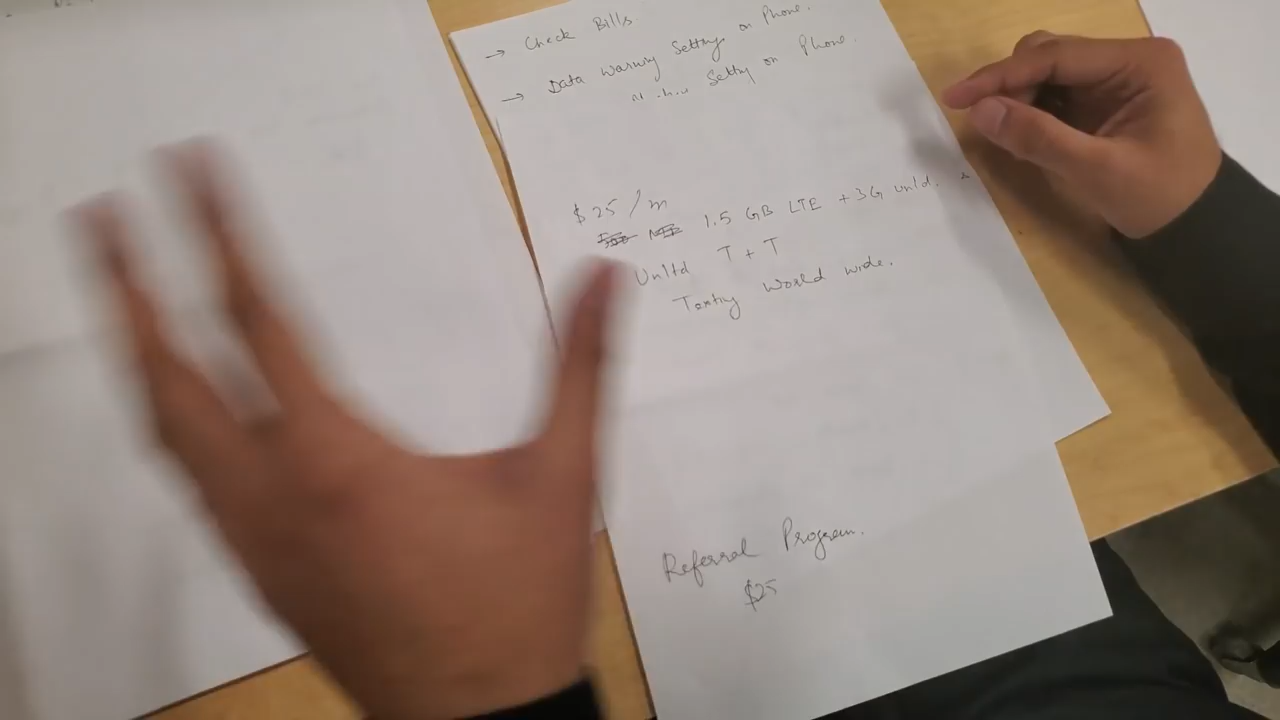 → Check Bills.
→ Data Warning Setting on Phone.
Setting on Phone.
$25/m
1.5 GB LTE + 3G unltd.
Unltd T + T
Texting World wide.
Referral Program.
$25